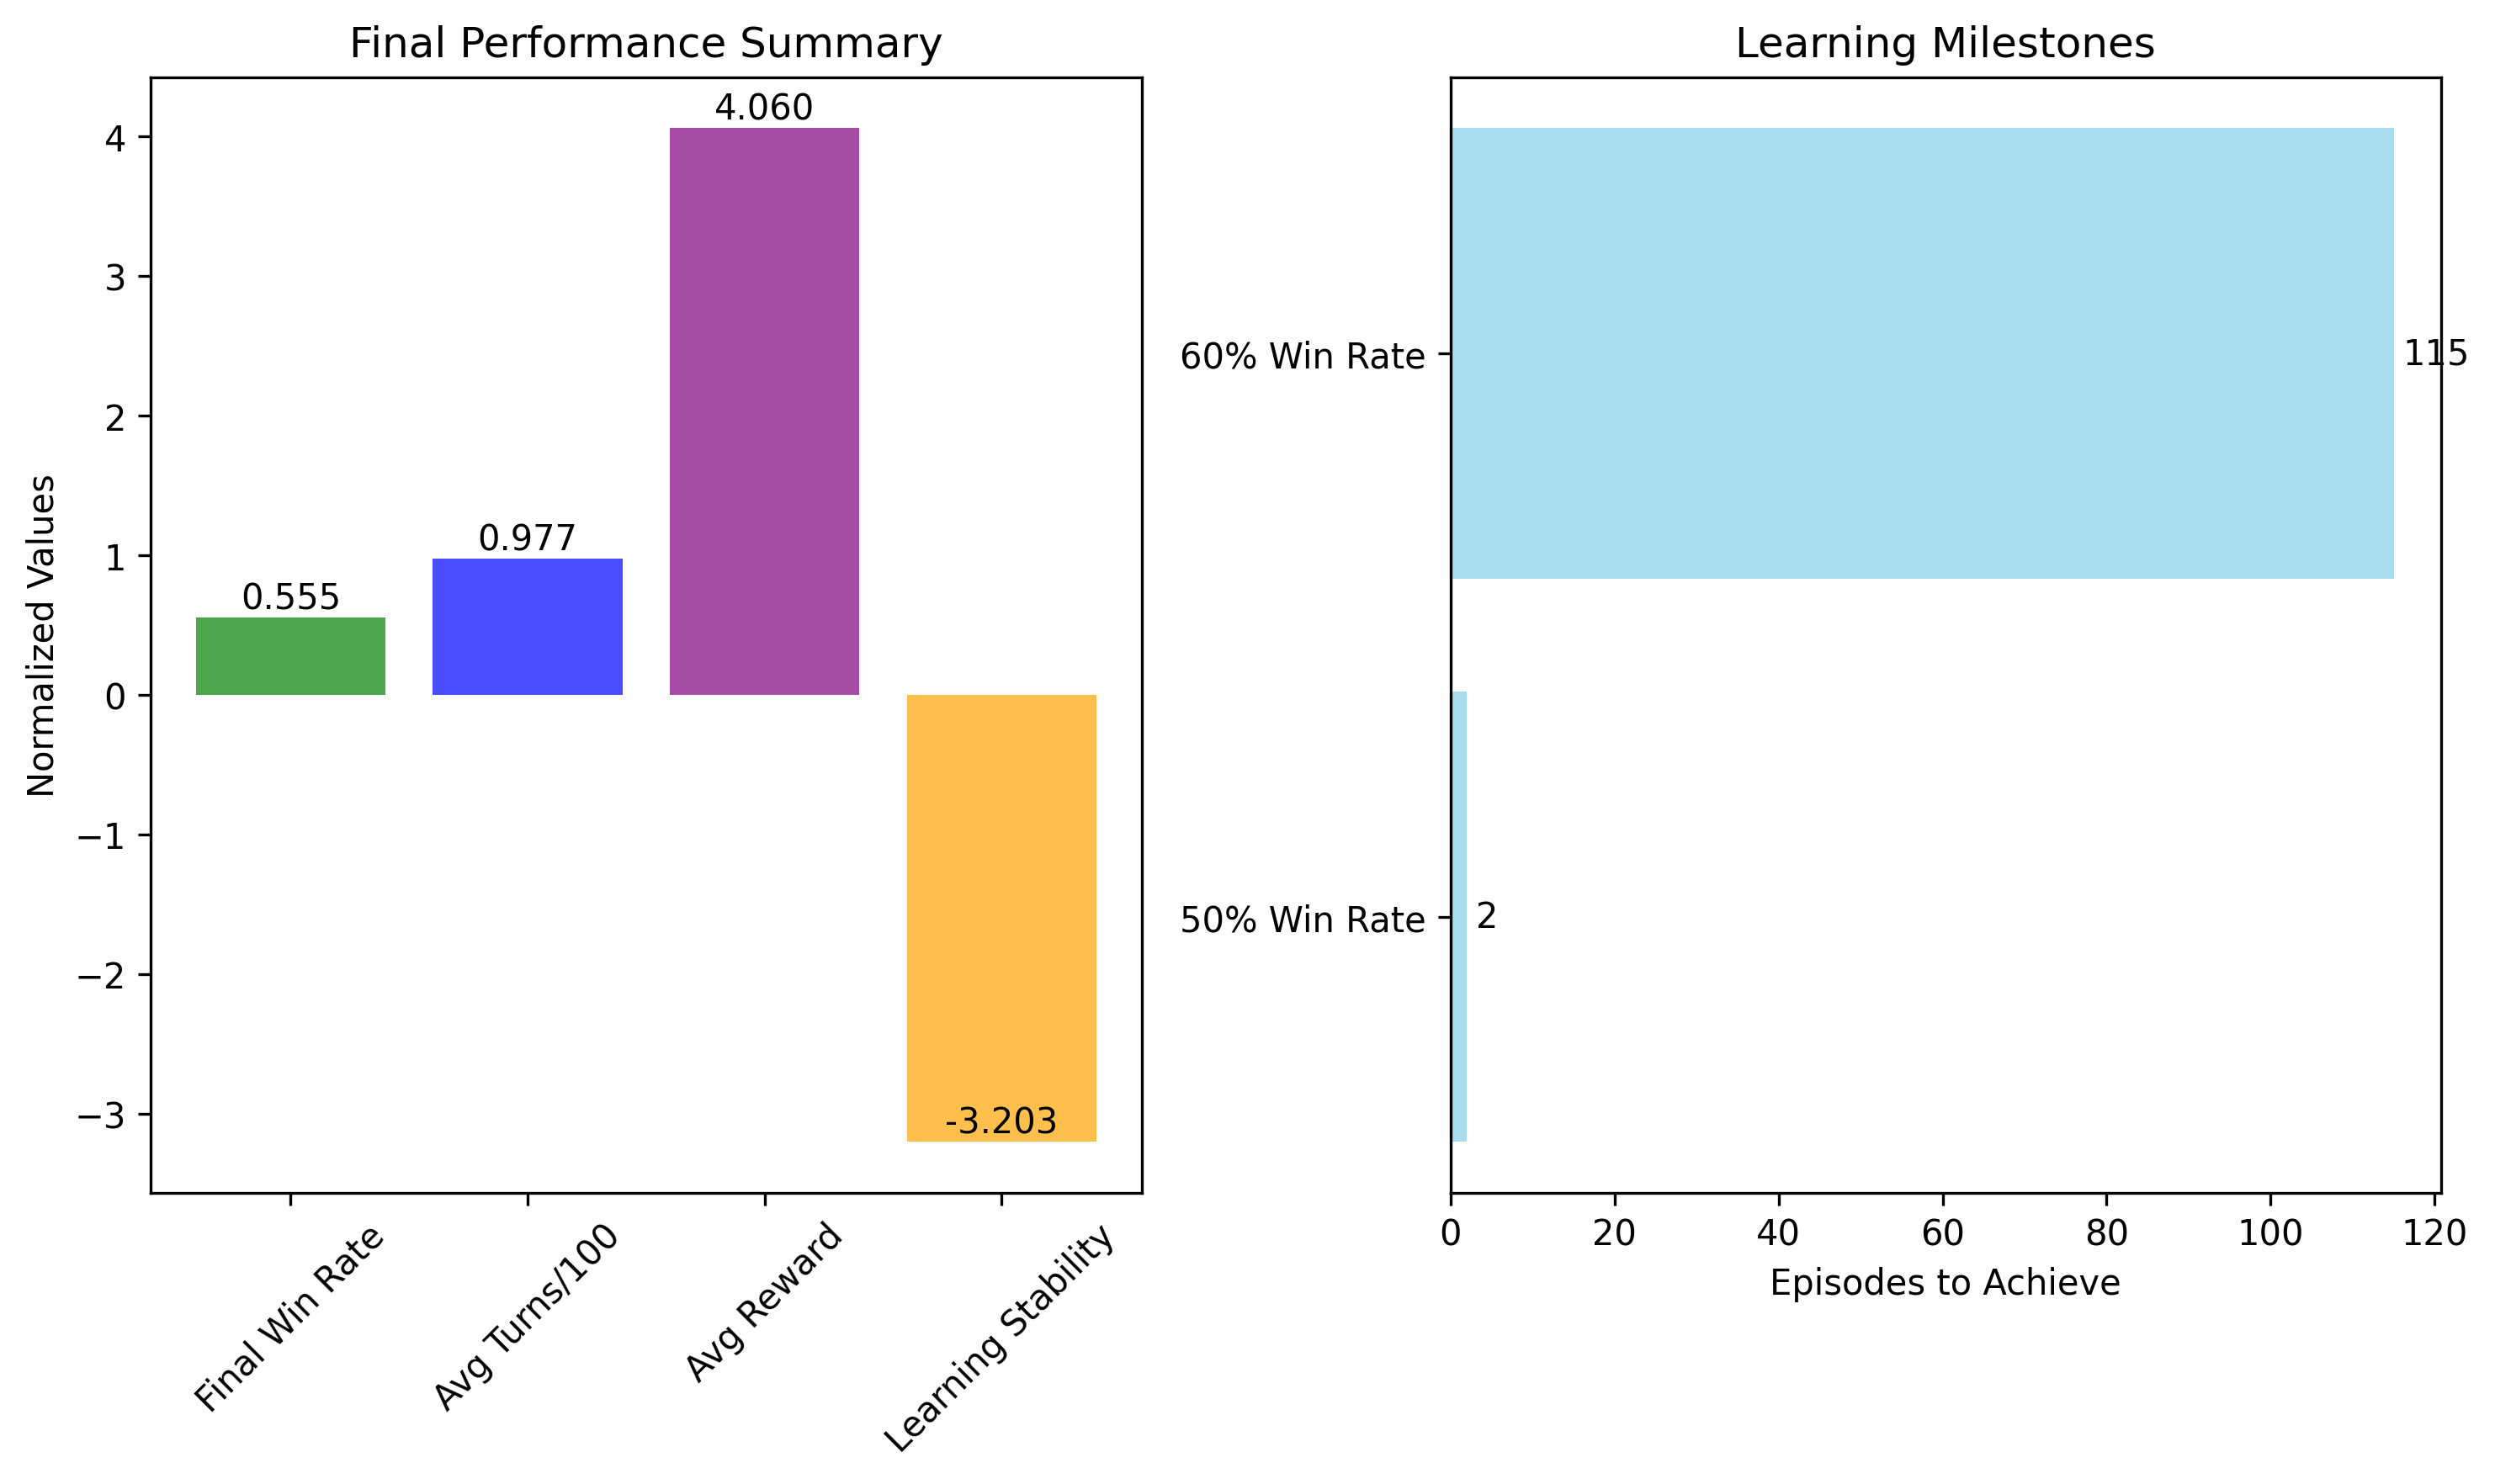 Final Performance Summary
Normalized Values
4
3
2
1
0
−1
−2
−3
0.555
0.977
4.060
-3.203
Final Win Rate
Avg Turns/100
Avg Reward
Learning Stability
Learning Milestones
60% Win Rate
50% Win Rate
115
2
0 20 40 60 80 100 120
Episodes to Achieve